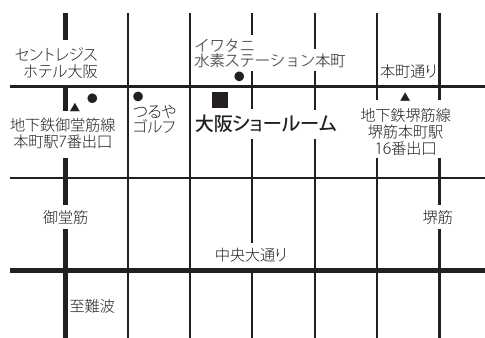 セントレジス
ホテル大阪
イワタニ
水素ステーション本町
本町通り
つるや
ゴルフ
大阪ショールーム
地下鉄御堂筋線
本町駅7番出口
地下鉄堺筋線
堺筋本町駅
16番出口
御堂筋
堺筋
中央大通り
至難波